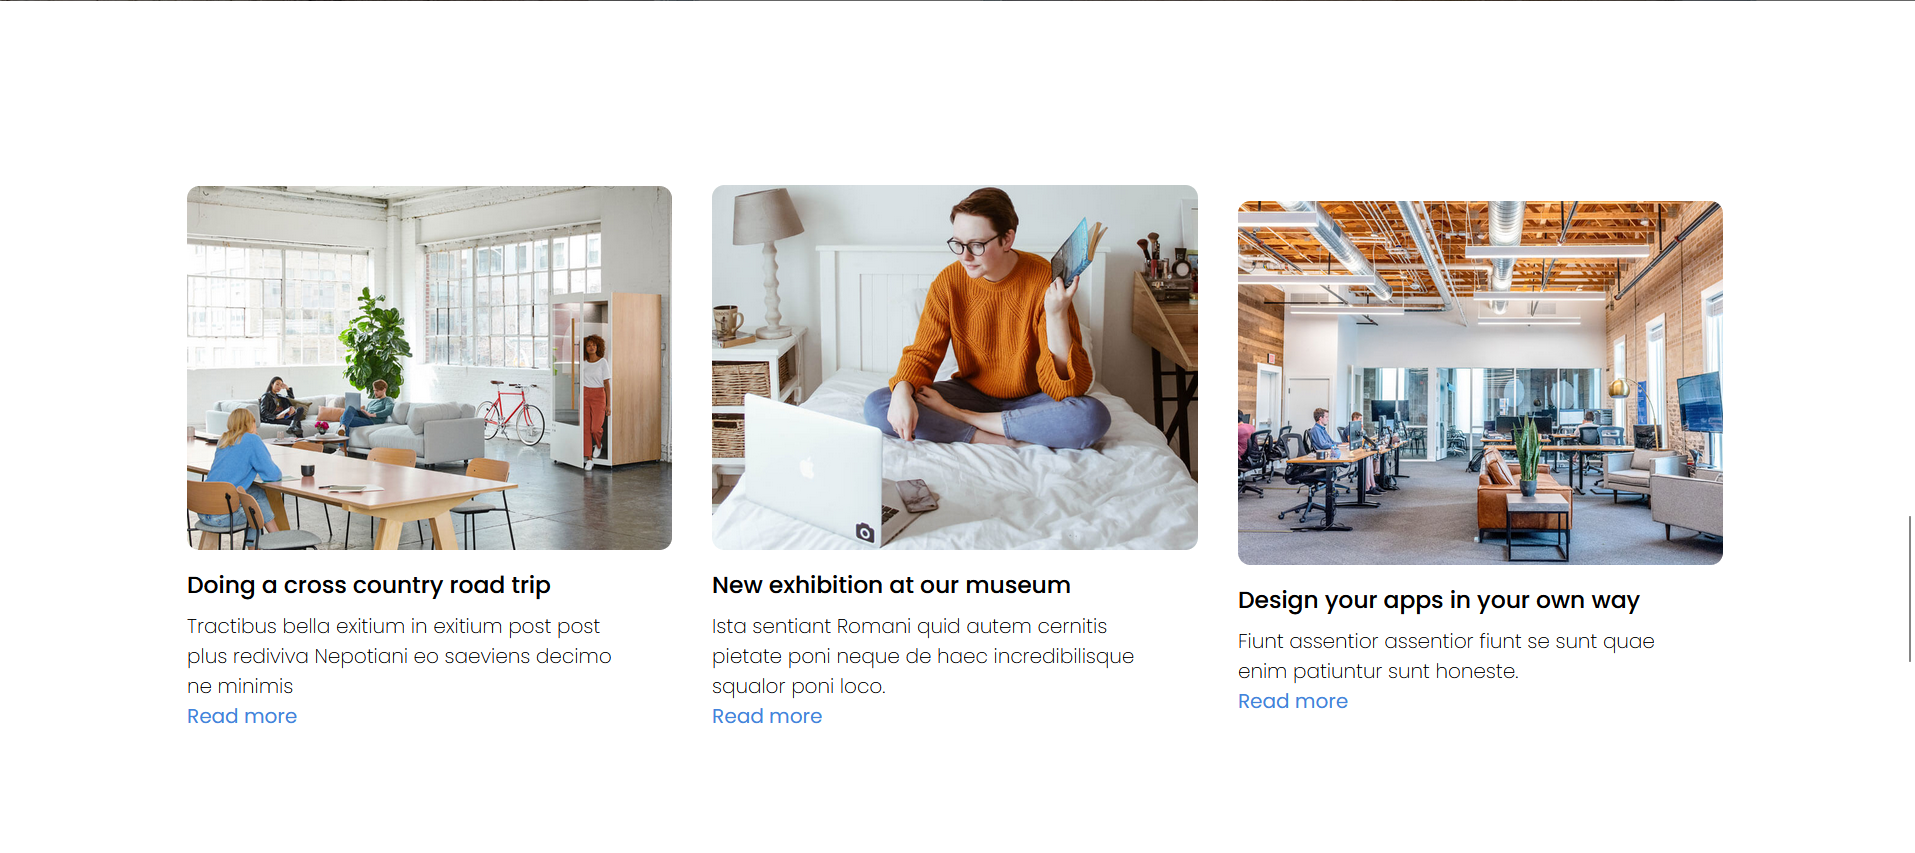 Doing a cross country road trip
Tractibus bella exitium in exitium post post
plus rediviva Nepotiani eo saeviens decimo
ne minimis
Read more
New exhibition at our museum
Ista sentiant Romani quid autem cernitis
pietate poni neque de haec incredibilisque
squalor poni loco.
Read more
Design your apps in your own way
Fiunt assentior assentior fiunt se sunt quae
enim patiuntur sunt honeste.
Read more